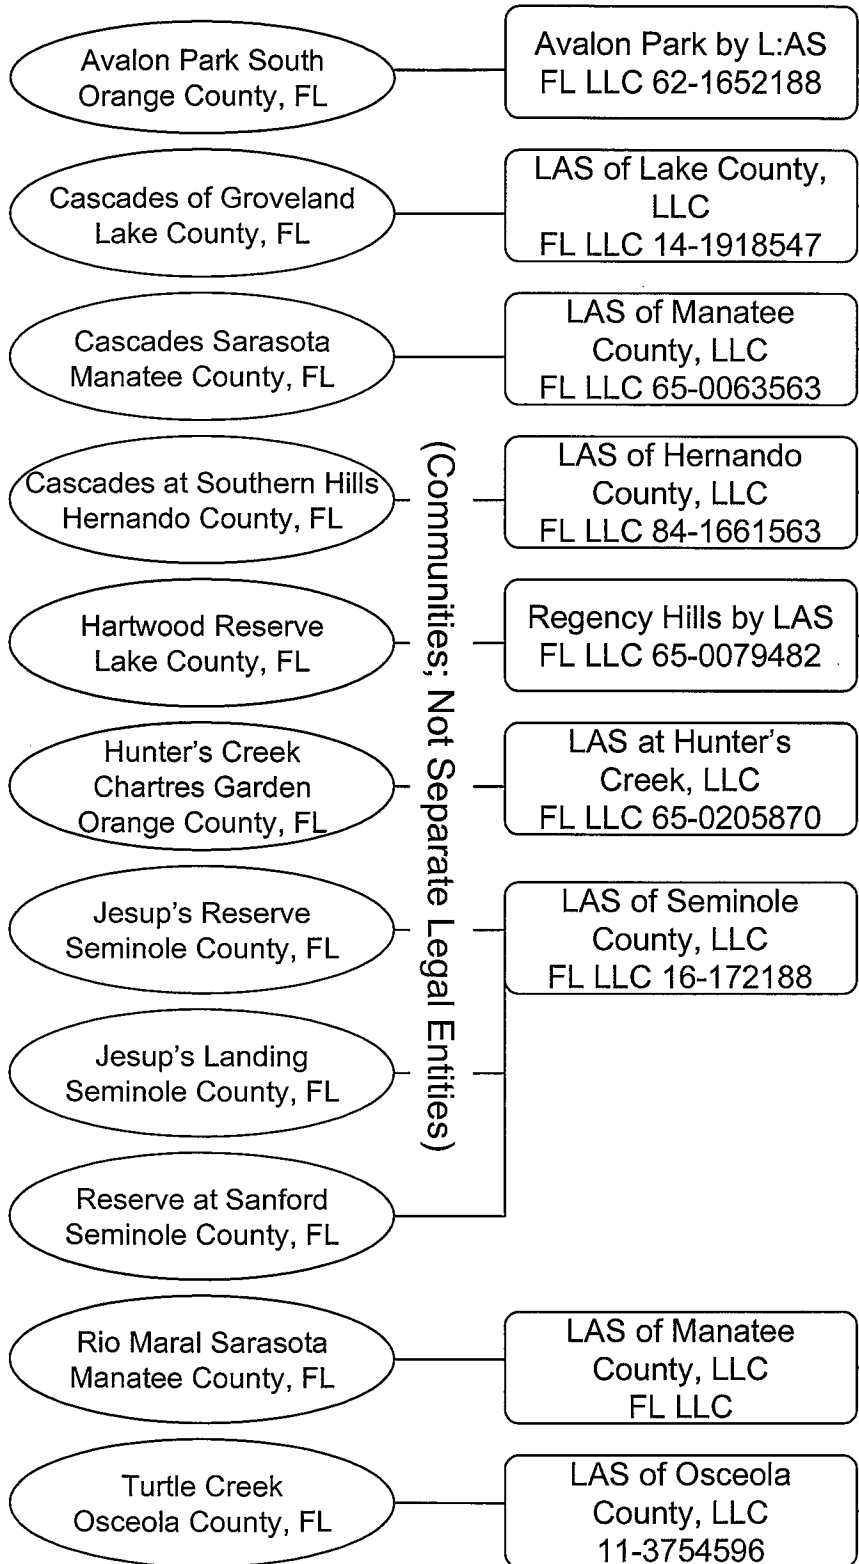 Avalon Park South
Orange County, FL
Avalon Park by L:AS
FL LLC 62-1652188
Cascades of Groveland
Lake County, FL
LAS of Lake County,
LLC
FL LLC 14-1918547
Cascades Sarasota
Manatee County, FL
LAS of Manatee
County, LLC
FL LLC 65-0063563
Cascades at Southern Hills
Hernando County, FL
LAS of Hernando
County, LLC
FL LLC 84-1661563
Hartwood Reserve
Lake County, FL
Regency Hills by LAS
FL LLC 65-0079482
Hunter's Creek
Chartres Garden
Orange County, FL
LAS at Hunter's
Creek, LLC
FL LLC 65-0205870
Jesup's Reserve
Seminole County, FL
LAS of Seminole
County, LLC
FL LLC 16-172188
Jesup's Landing
Seminole County, FL
Reserve at Sanford
Seminole County, FL
(Communities; Not Separate Legal Entities)
Rio Maral Sarasota
Manatee County, FL
LAS of Manatee
County, LLC
FL LLC
Turtle Creek
Osceola County, FL
LAS of Osceola
County, LLC
11-3754596